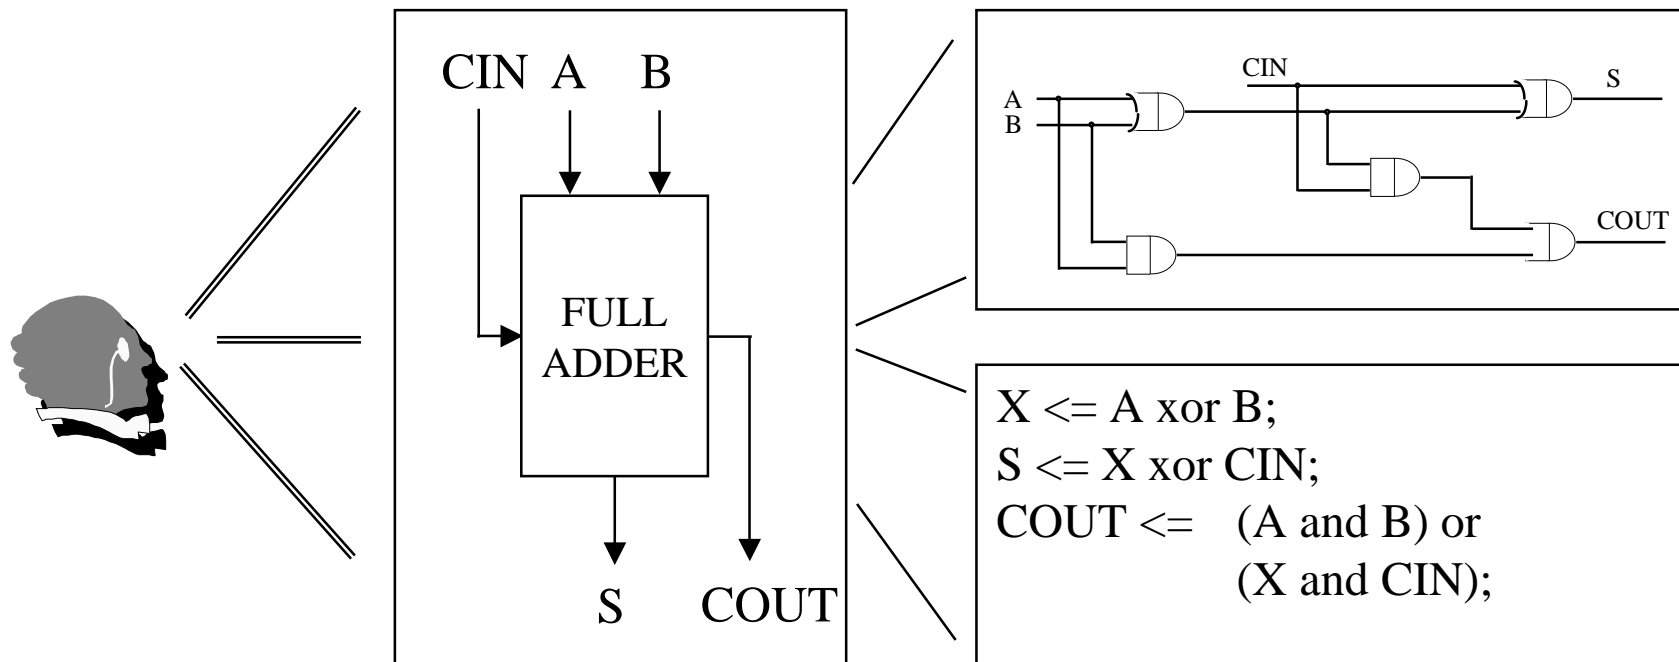 CIN A B
FULL
ADDER
S COUT
CIN
S
A
B
COUT
X <= A xor B;
S <= X xor CIN;
COUT <= (A and B) or
(X and CIN);